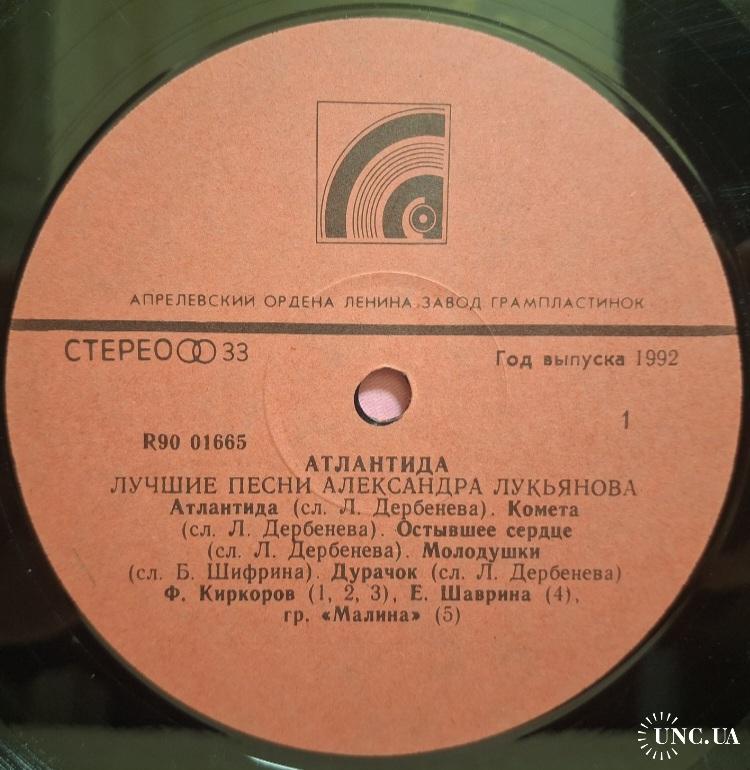 АПРЕЛЕВСКИЙ ОРДЕНА ЛЕНИНА ЗАВОД ГРАМПЛАСТИНОК
СТЕРЕО 33
Год выпуска 1992
1
R90 01665
АТЛАНТИДА
ЛУЧШИЕ ПЕСНИ АЛЕКСАНДРА ЛУКЬЯНОВА
Атлантида (сл. Л. Дербенева). Комета
(сл. Л. Дербенева). Остывшее сердце
(сл. Л. Дербенева). Молодушки
(сл. Б. Шифрина). Дурачок (сл. Л. Дербенева)
Ф. Киркоров (1, 2, 3), Е. Шаврина (4),
гр. «Малина» (5)
UNC.UA